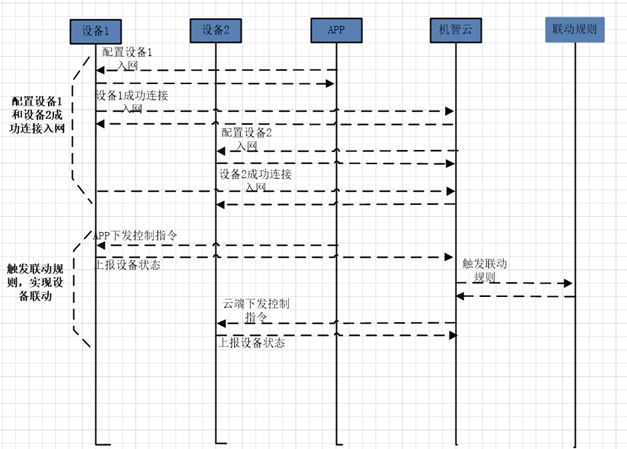 设备1
设备2
APP
机智云
联动规则
配置设备1
入网
设备1成功连接
入网
配置设备1
和设备2成
功连接入网
配置设备2
入网
设备2成功连接
入网
APP下发控制指令
上报设备状态
触发联动规
则，实现设
备联动
触发联动
规则
云端下发控制
指令
上报设备状态